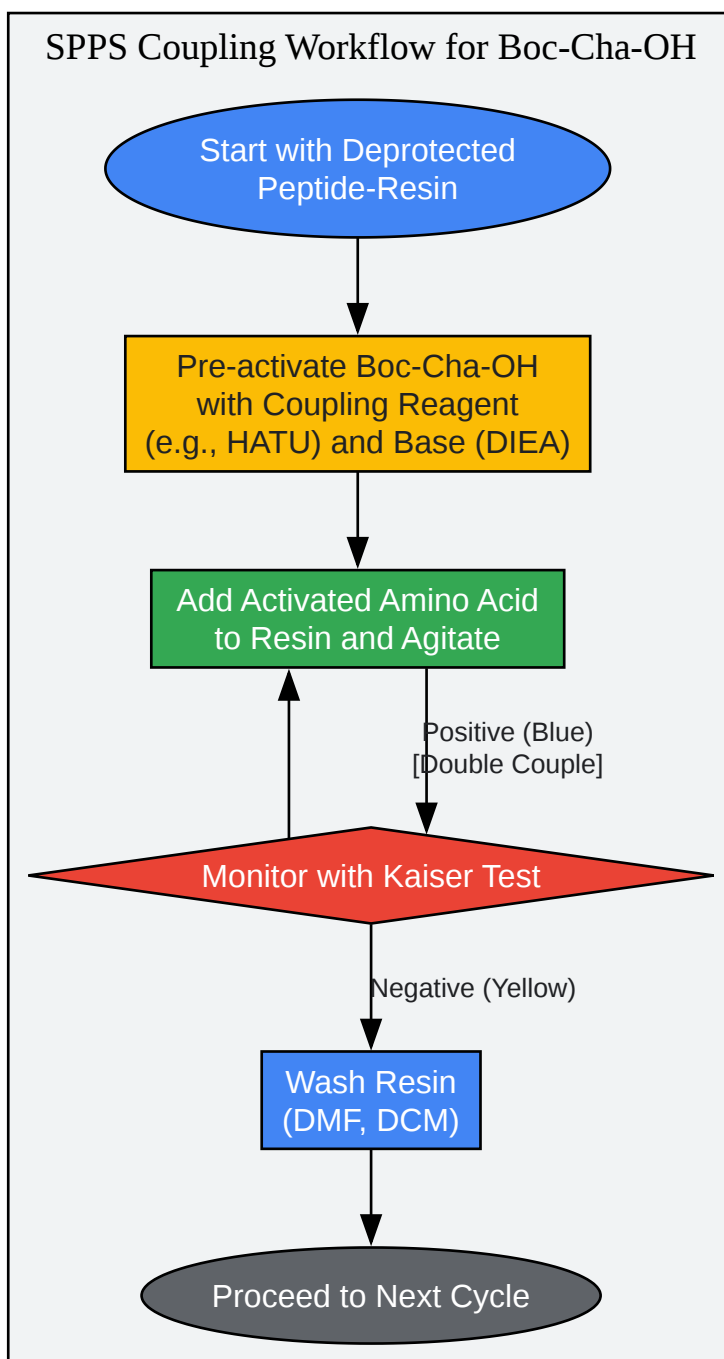 SPPS Coupling Workflow for Boc-Cha-OH
Start with Deprotected
Peptide-Resin
Pre-activate Boc-Cha-OH
with Coupling Reagent
(e.g., HATU) and Base (DIEA)
Add Activated Amino Acid
to Resin and Agitate
Positive (Blue)
[Double Couple]
Monitor with Kaiser Test
Negative (Yellow)
Wash Resin
(DMF, DCM)
Proceed to Next Cycle